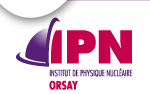 IPN
INSTITUT DE PHYSIQUE NUCLÉAIRE
ORSAY